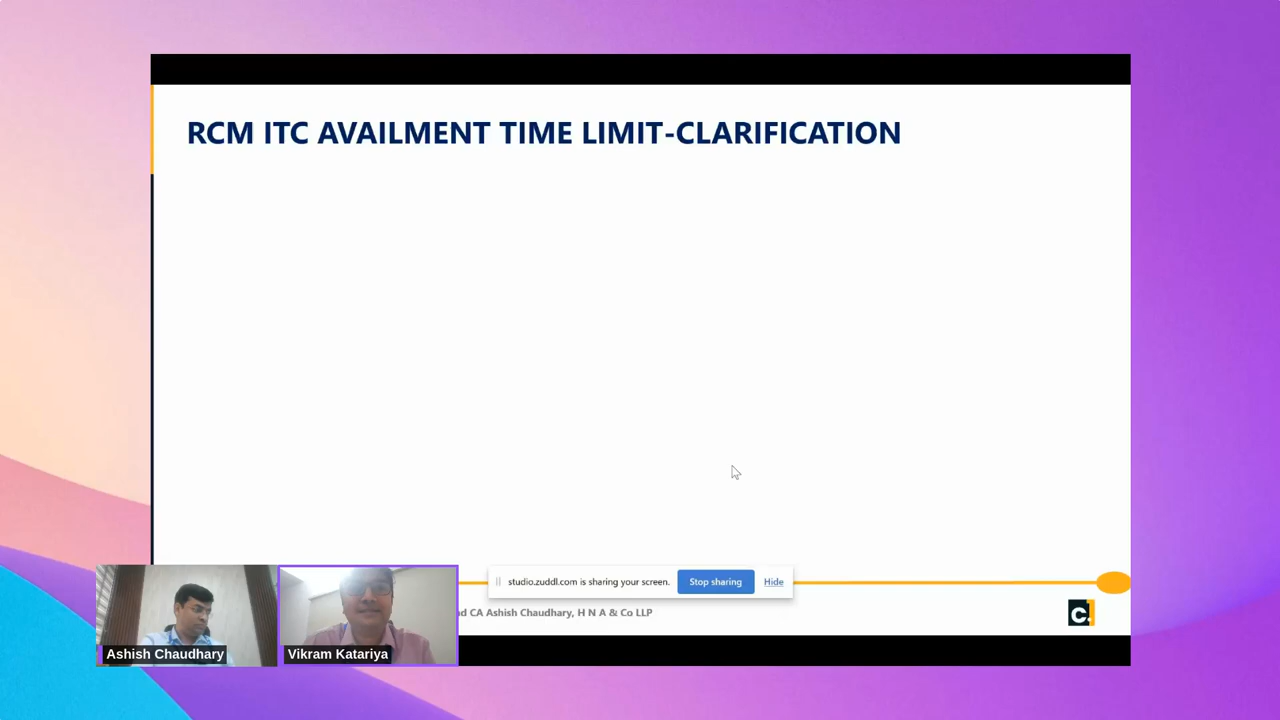 RCM ITC AVAILMENT TIME LIMIT-CLARIFICATION
studio.zuddl.com is sharing your screen.
Stop sharing
Hide
CA Ashish Chaudhary, H N A & Co LLP
c.
Ashish Chaudhary
Vikram Katariya